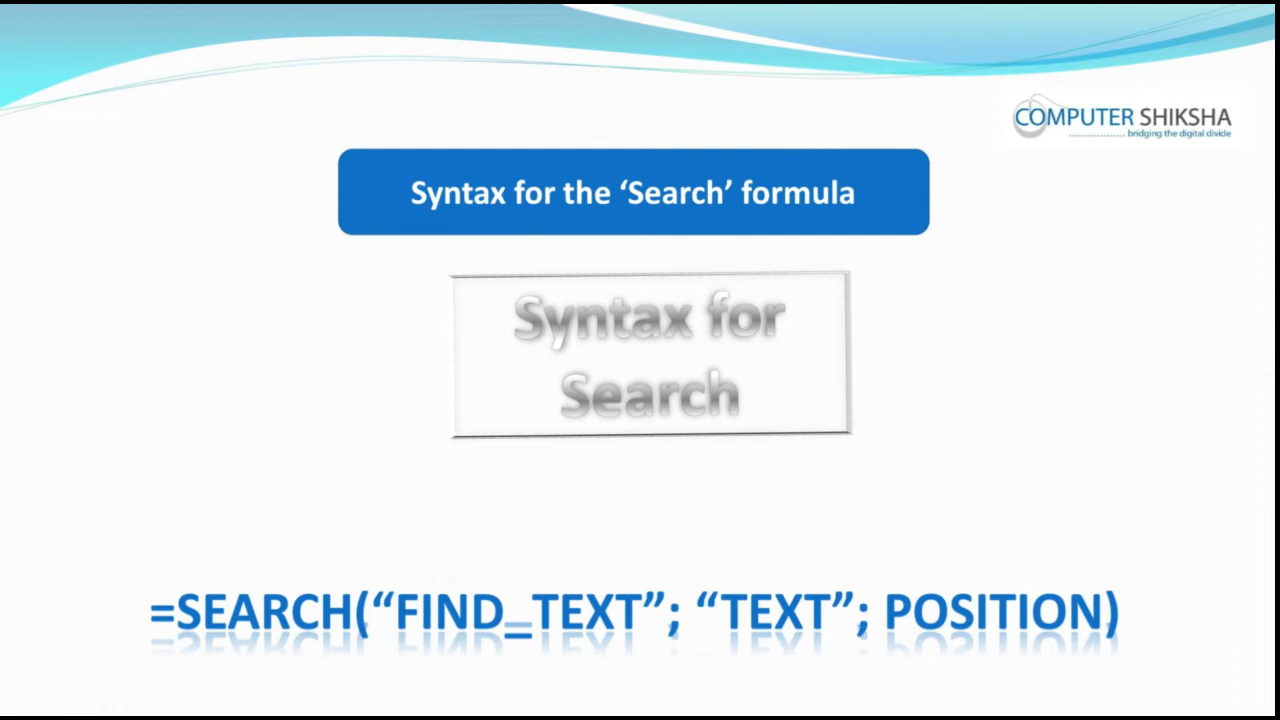 COMPUTER SHIKSHA
bridging the digital divide
Syntax for the ‘Search’ formula
Syntax for
Search
=SEARCH(“FIND_TEXT”; “TEXT”; POSITION)